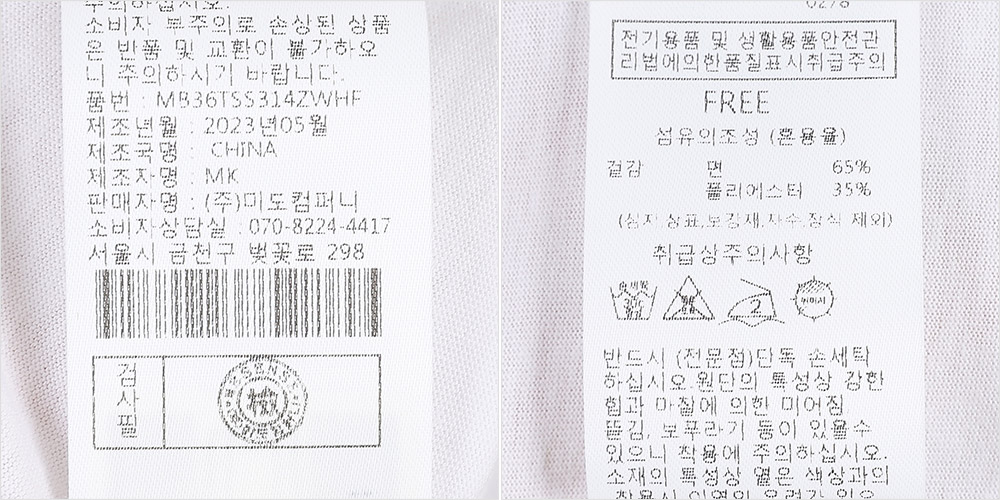 주의하십시오.
소비자 부주의로 손상된 상품
은 반품 및 교환이 불가하오
니 주의하시기 바랍니다.
품번 : MB36TSS314ZWHF
제조년월 : 2023년05월
제조국명 : CHINA
제조자명 : MK
판매자명 : (주)미도컴퍼니
소비자상담실 : 070-8224-4417
서울시 금천구 벚꽃로 298
검
사
필
전기용품 및 생활용품안전관
리법에의한품질표시취급주의
FREE
섬유의조성 (혼용율)
겉감 면 65%
폴리에스터 35%
(심지,상표,보강재,자수,장식 제외)
취급상주의사항
2
반드시 (전문점)단독 손세탁
하십시오.원단의 특성상 강한
힘과 마찰에 의한 미어짐
뜯김, 보푸라기 등이 있을수
있으니 착용에 주의하십시오.
소재의 특성상 옅은 색상과의